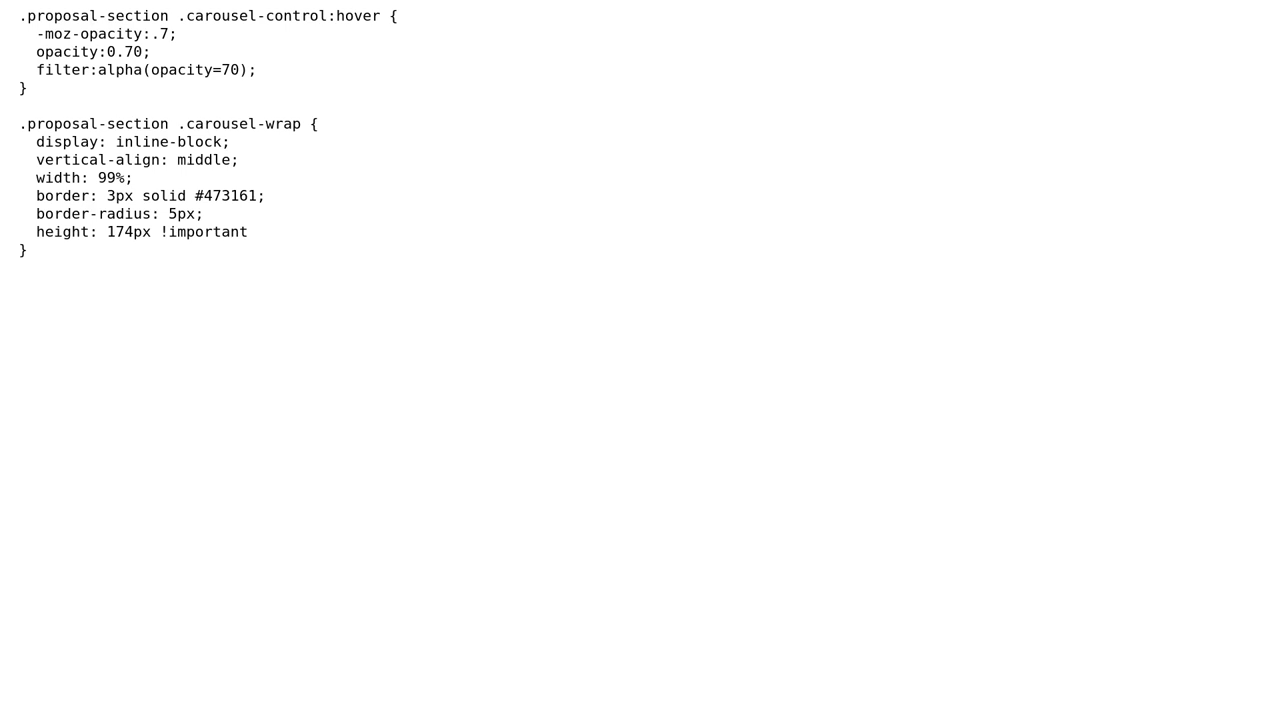 .proposal-section .carousel-control:hover {
  -moz-opacity:.7;
  opacity:0.70;
  filter:alpha(opacity=70);
}

.proposal-section .carousel-wrap {
  display: inline-block;
  vertical-align: middle;
  width: 99%;
  border: 3px solid #473161;
  border-radius: 5px;
  height: 174px !important
}